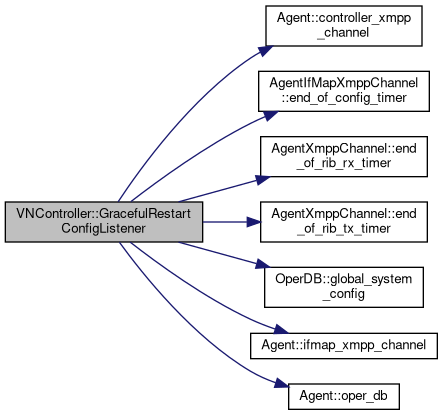 Agent::controller_xmpp
_channel
AgentIfMapXmppChannel
::end_of_config_timer
AgentXmppChannel::end
_of_rib_rx_timer
VNController::GracefulRestart
ConfigListener
AgentXmppChannel::end
_of_rib_tx_timer
OperDB::global_system
_config
Agent::ifmap_xmpp_channel
Agent::oper_db